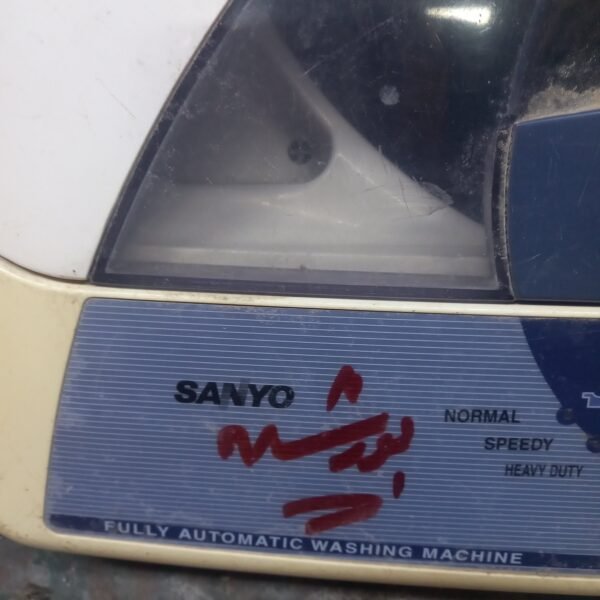 SANYO
NORMAL
SPEEDY
HEAVY DUTY
FULLY AUTOMATIC WASHING MACHINE